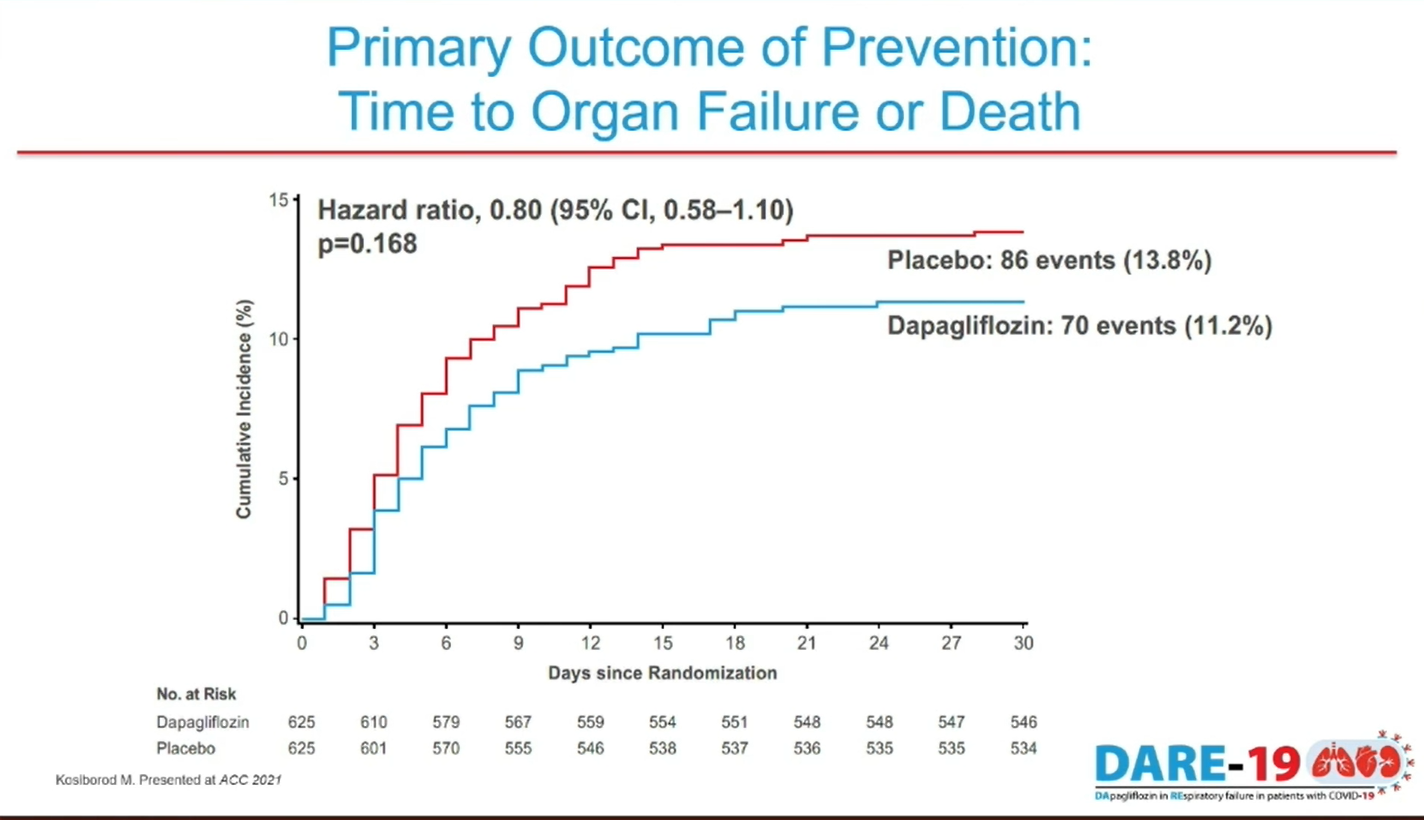 Primary Outcome of Prevention:
Time to Organ Failure or Death
Hazard ratio, 0.80 (95% CI, 0.58–1.10)
p=0.168
Placebo: 86 events (13.8%)
Dapagliflozin: 70 events (11.2%)
Cumulative Incidence (%)
15
10
5
0
0 3 6 9 12 15 18 21 24 27 30
Days since Randomization
No. at Risk
Dapagliflozin 625 610 579 567 559 554 551 548 548 547 546
Placebo 625 601 570 555 546 538 537 536 535 535 534
Kosiborod M. Presented at ACC 2021
DARE-19
DApagliflozin in REspiratory failure in patients with COVID-19